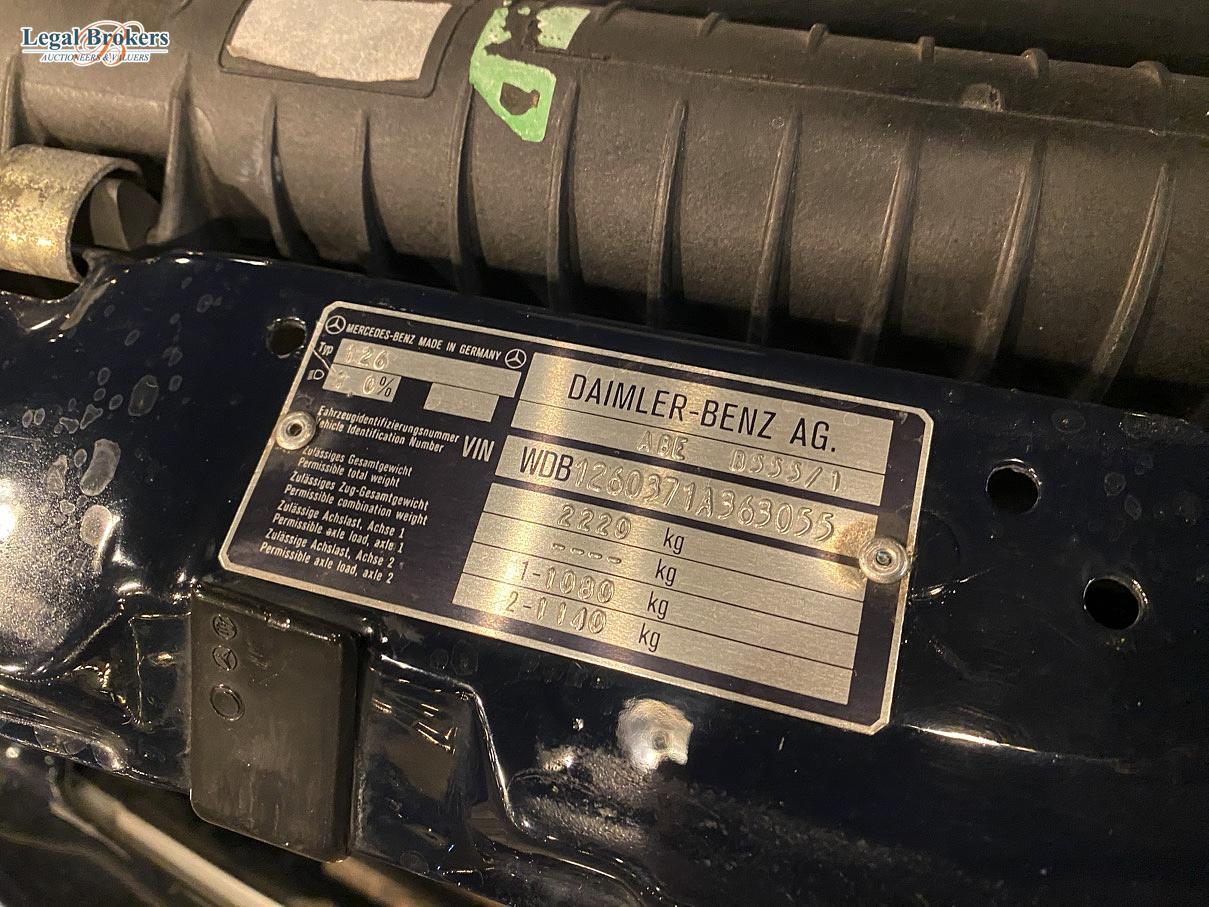 Legal Brokers
AUCTIONEERS & VALUERS
MERCEDES-BENZ MADE IN GERMANY
Typ 126
1.0%
DAIMLER-BENZ AG.
ABE D555/1
Fahrzeugidentifizierungsnummer
Vehicle Identification Number
VIN
WDB1260371A363055
Zulässiges Gesamtgewicht
Permissible total weight
2220 kg
Zulässiges Zug-Gesamtgewicht
Permissible combination weight
---- kg
Zulässige Achslast, Achse 1
Permissible axle load, axle 1
1-1080 kg
Zulässige Achslast, Achse 2
Permissible axle load, axle 2
2-1140 kg